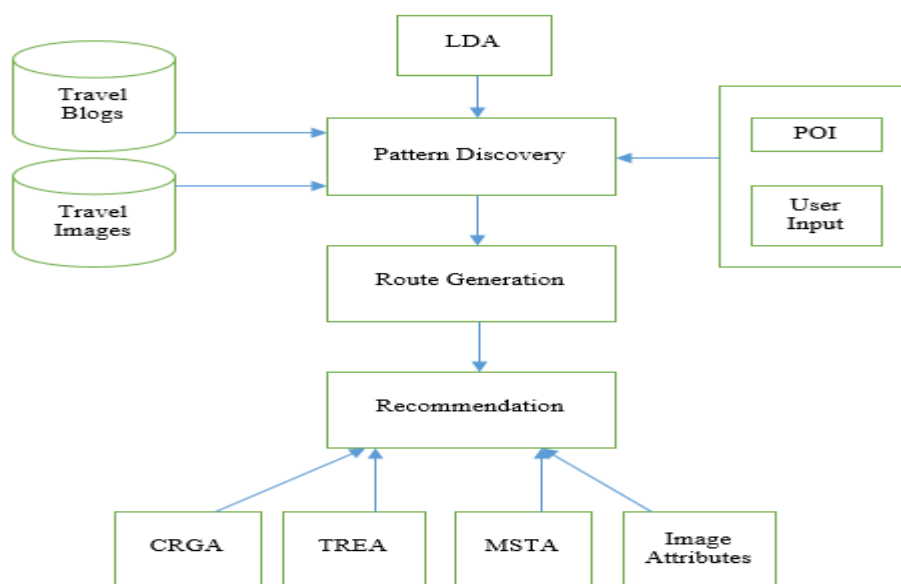 LDA
Travel
Blogs
Pattern Discovery
POI
Travel
Images
User
Input
Route Generation
Recommendation
CRGA
TREA
MSTA
Image
Attributes